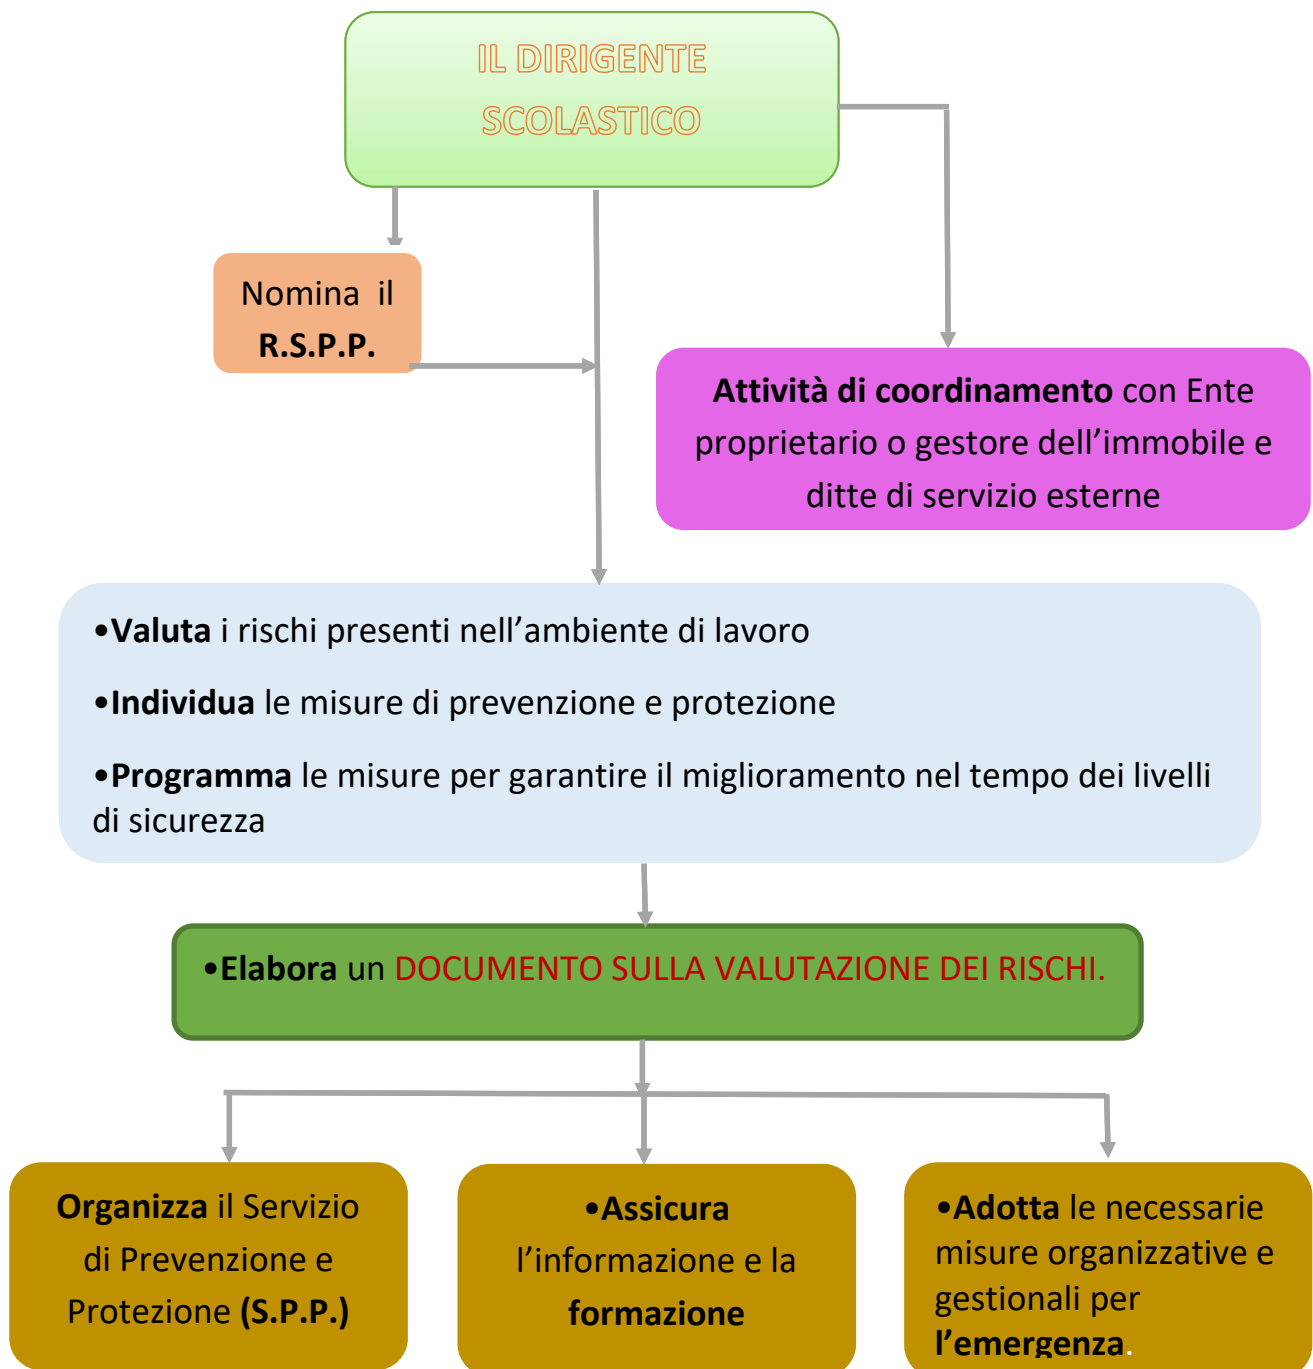 IL DIRIGENTE
SCOLASTICO
Nomina il
R.S.P.P.
Attività di coordinamento con Ente
proprietario o gestore dell’immobile e
ditte di servizio esterne
•Valuta i rischi presenti nell’ambiente di lavoro
•Individua le misure di prevenzione e protezione
•Programma le misure per garantire il miglioramento nel tempo dei livelli
di sicurezza
•Elabora un DOCUMENTO SULLA VALUTAZIONE DEI RISCHI.
Organizza il Servizio
di Prevenzione e
Protezione (S.P.P.)
•Assicura
l’informazione e la
formazione
•Adotta le necessarie
misure organizzative e
gestionali per
l’emergenza.